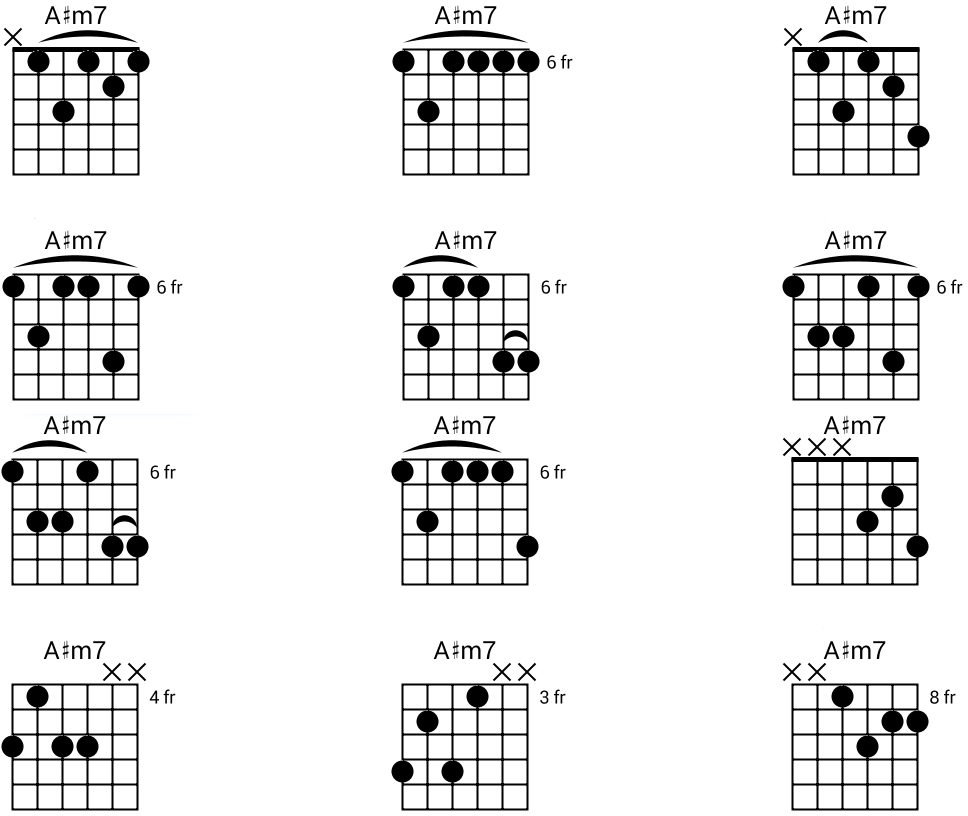 A♯m7 A♯m7 A♯m7
× 6 fr ×
A♯m7 A♯m7 A♯m7
6 fr 6 fr 6 fr
A♯m7 A♯m7 A♯m7
6 fr 6 fr × × ×
A♯m7 A♯m7 A♯m7
× × × × × ×
4 fr 3 fr 8 fr